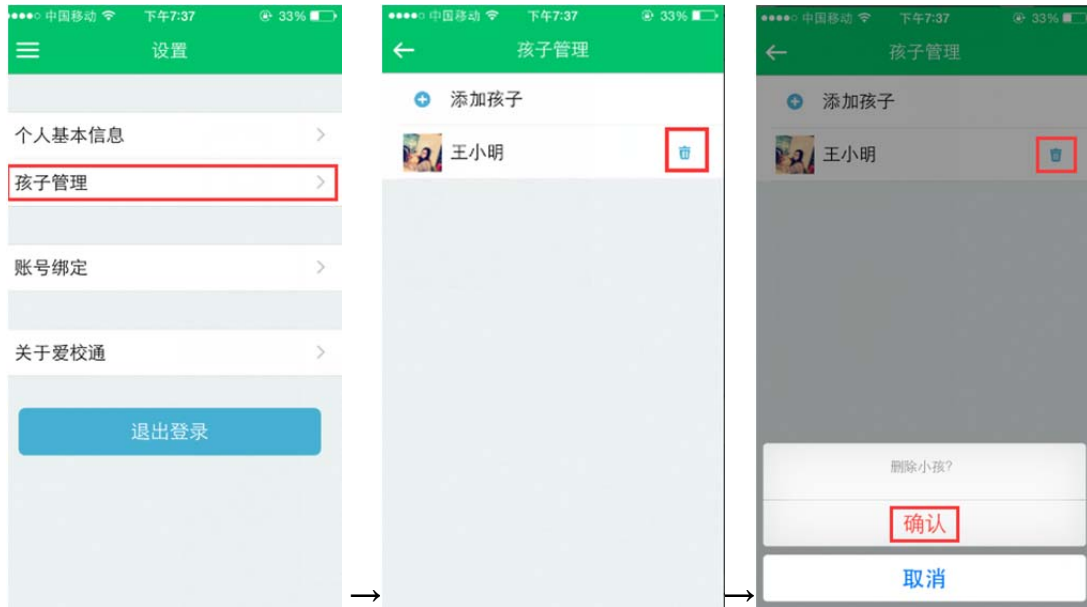 中国移动 下午7:37 33%
设置
个人基本信息
孩子管理
账号绑定
关于爱校通
退出登录
→
中国移动 下午7:37 33%
孩子管理
添加孩子
王小明
→
中国移动 下午7:37 33%
孩子管理
添加孩子
王小明
删除小孩?
确认
取消